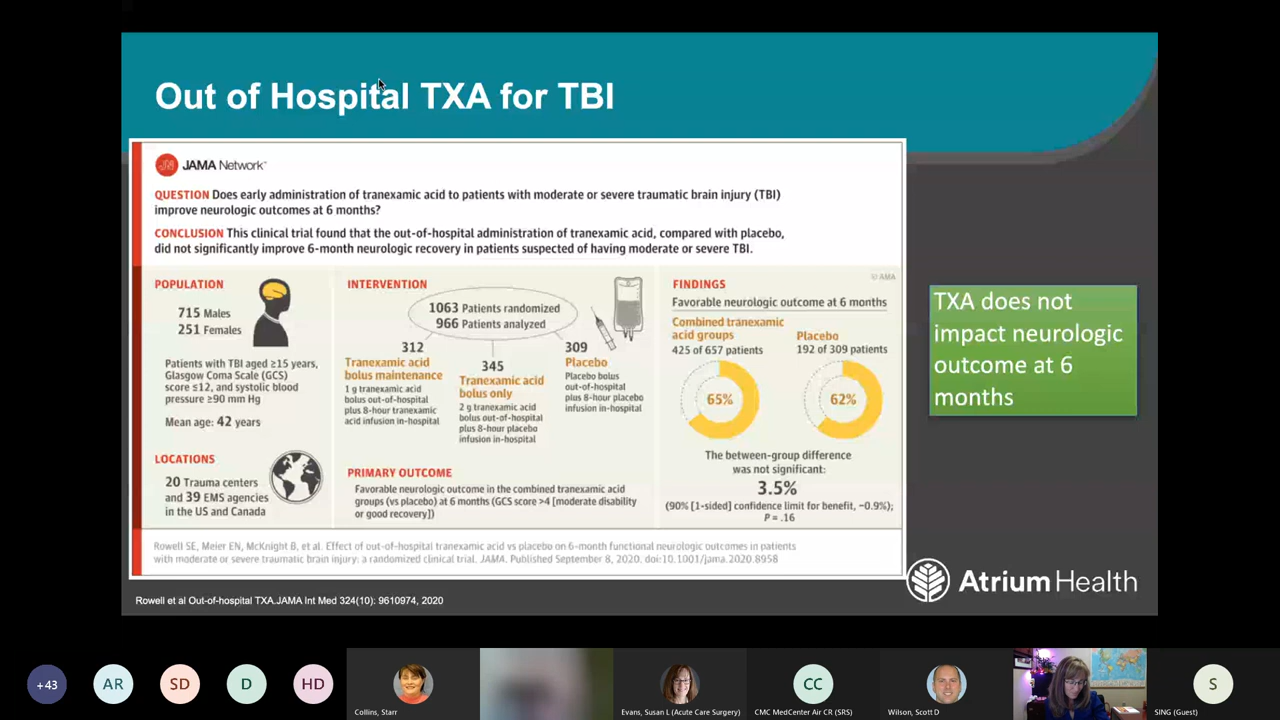 Out of Hospital TXA for TBI
JAMA Network™
QUESTION Does early administration of tranexamic acid to patients with moderate or severe traumatic brain injury (TBI)
improve neurologic outcomes at 6 months?
CONCLUSION This clinical trial found that the out-of-hospital administration of tranexamic acid, compared with placebo,
did not significantly improve 6-month neurologic recovery in patients suspected of having moderate or severe TBI.
© AMA
POPULATION
715 Males
251 Females
Patients with TBI aged ≥15 years,
Glasgow Coma Scale (GCS)
score ≤12, and systolic blood
pressure ≥90 mm Hg
Mean age: 42 years
LOCATIONS
20 Trauma centers
and 39 EMS agencies
in the US and Canada
INTERVENTION
1063 Patients randomized
966 Patients analyzed
312
Tranexamic acid
bolus maintenance
1 g tranexamic acid
bolus out-of-hospital
plus 8-hour tranexamic
acid infusion in-hospital
345
Tranexamic acid
bolus only
2 g tranexamic acid
bolus out-of-hospital
plus 8-hour placebo
infusion in-hospital
309
Placebo
Placebo bolus
out-of-hospital
plus 8-hour placebo
infusion in-hospital
PRIMARY OUTCOME
Favorable neurologic outcome in the combined tranexamic acid
groups (vs placebo) at 6 months (GCS score >4 [moderate disability
or good recovery])
FINDINGS
Favorable neurologic outcome at 6 months
Combined tranexamic
acid groups
425 of 657 patients
Placebo
192 of 309 patients
65%
62%
The between-group difference
was not significant:
3.5%
(90% [1-sided] confidence limit for benefit, −0.9%);
P = .16
Rowell SE, Meier EN, McKnight B, et al. Effect of out-of-hospital tranexamic acid vs placebo on 6-month functional neurologic outcomes in patients
with moderate or severe traumatic brain injury: a randomized clinical trial. JAMA. Published September 8, 2020. doi:10.1001/jama.2020.8958
TXA does not
impact neurologic
outcome at 6
months
Atrium Health
Rowell et al Out-of-hospital TXA.JAMA Int Med 324(10): 9610974, 2020
+43
AR
SD
D
HD
CC
S
Collins, Starr
Evans, Susan L (Acute Care Surgery)
CMC MedCenter Air CR (SRS)
Wilson, Scott D
SING (Guest)